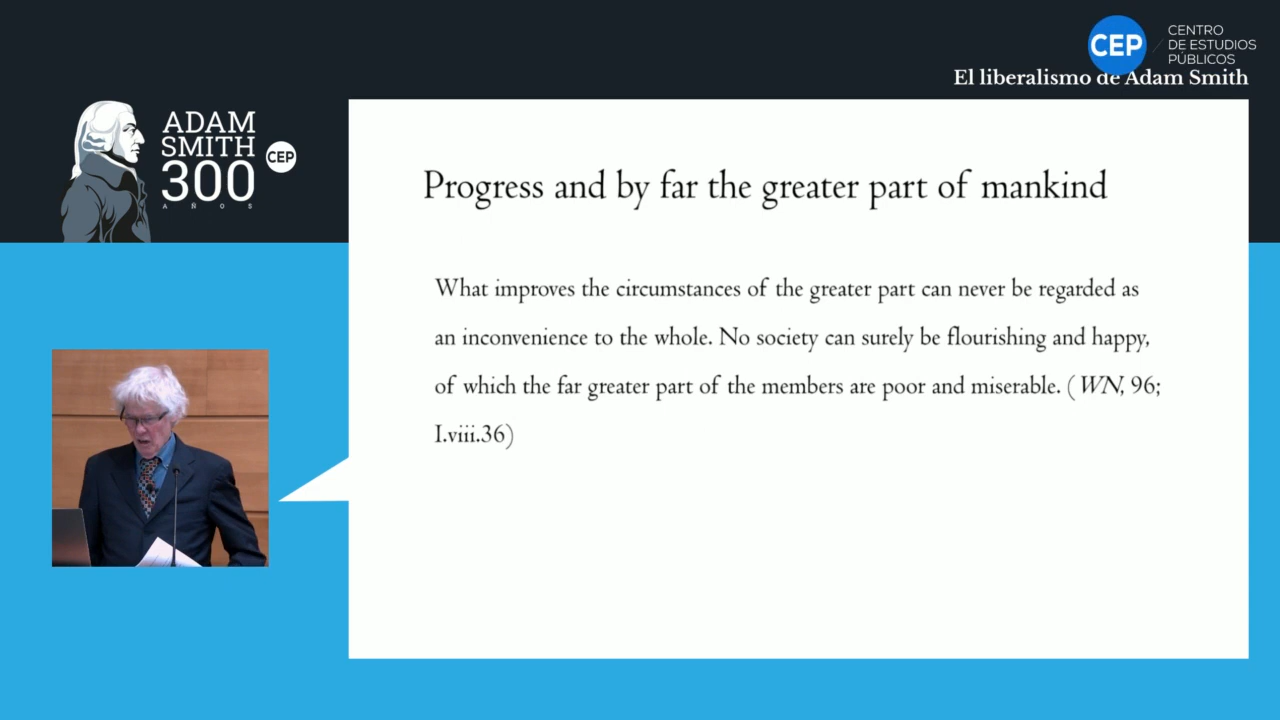 CEP
CENTRO
DE ESTUDIOS
PÚBLICOS
El liberalismo de Adam Smith
ADAM
SMITH
300
AÑOS
CEP
Progress and by far the greater part of mankind
What improves the circumstances of the greater part can never be regarded as
an inconvenience to the whole. No society can surely be flourishing and happy,
of which the far greater part of the members are poor and miserable. (WN, 96;
I.viii.36)